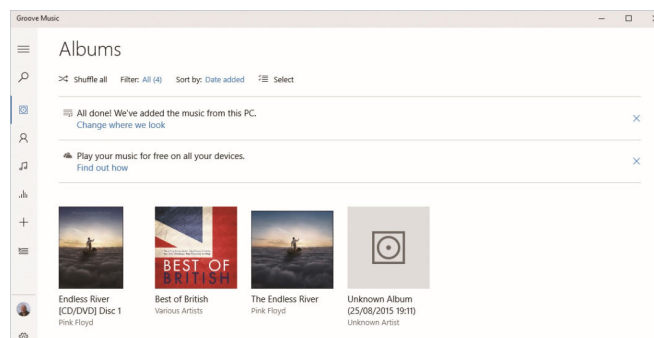 Groove Music
Albums
Shuffle all Filter: All (4) Sort by: Date added Select
All done! We've added the music from this PC.
Change where we look
Play your music for free on all your devices.
Find out how
BEST OF
BRITISH
Endless River
[CD/DVD] Disc 1
Pink Floyd
Best of British
Various Artists
The Endless River
Pink Floyd
Unknown Album
(25/08/2015 19:11)
Unknown Artist